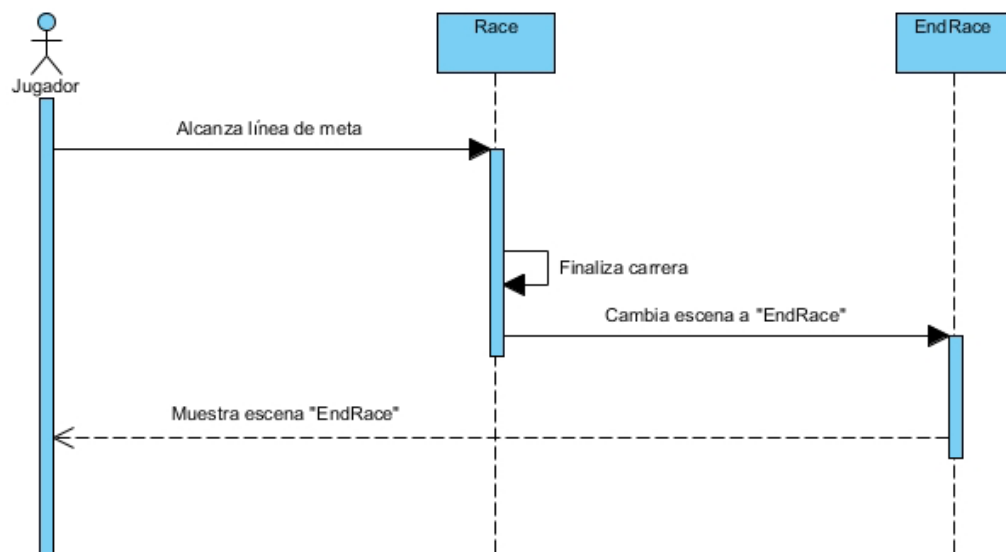 Race
EndRace
Jugador
Alcanza línea de meta
Finaliza carrera
Cambia escena a "EndRace"
Muestra escena "EndRace"